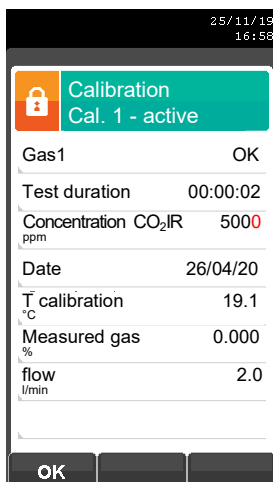 25/11/19
16:58
Calibration
Cal. 1 - active
Gas1 OK
Test duration 00:00:02
Concentration CO₂IR 5000
ppm
Date 26/04/20
T calibration 19.1
°C
Measured gas 0.000
%
flow 2.0
l/min
OK